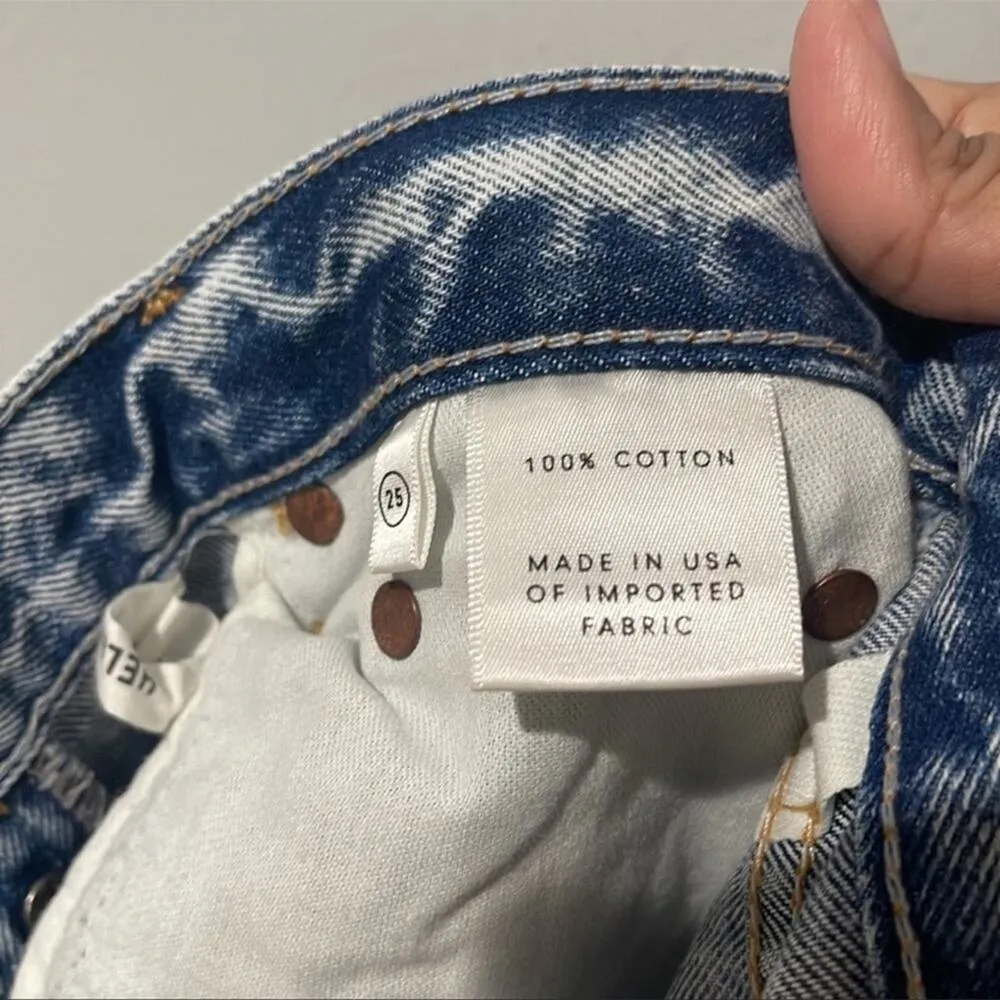 25
100% COTTON
MADE IN USA
OF IMPORTED
FABRIC